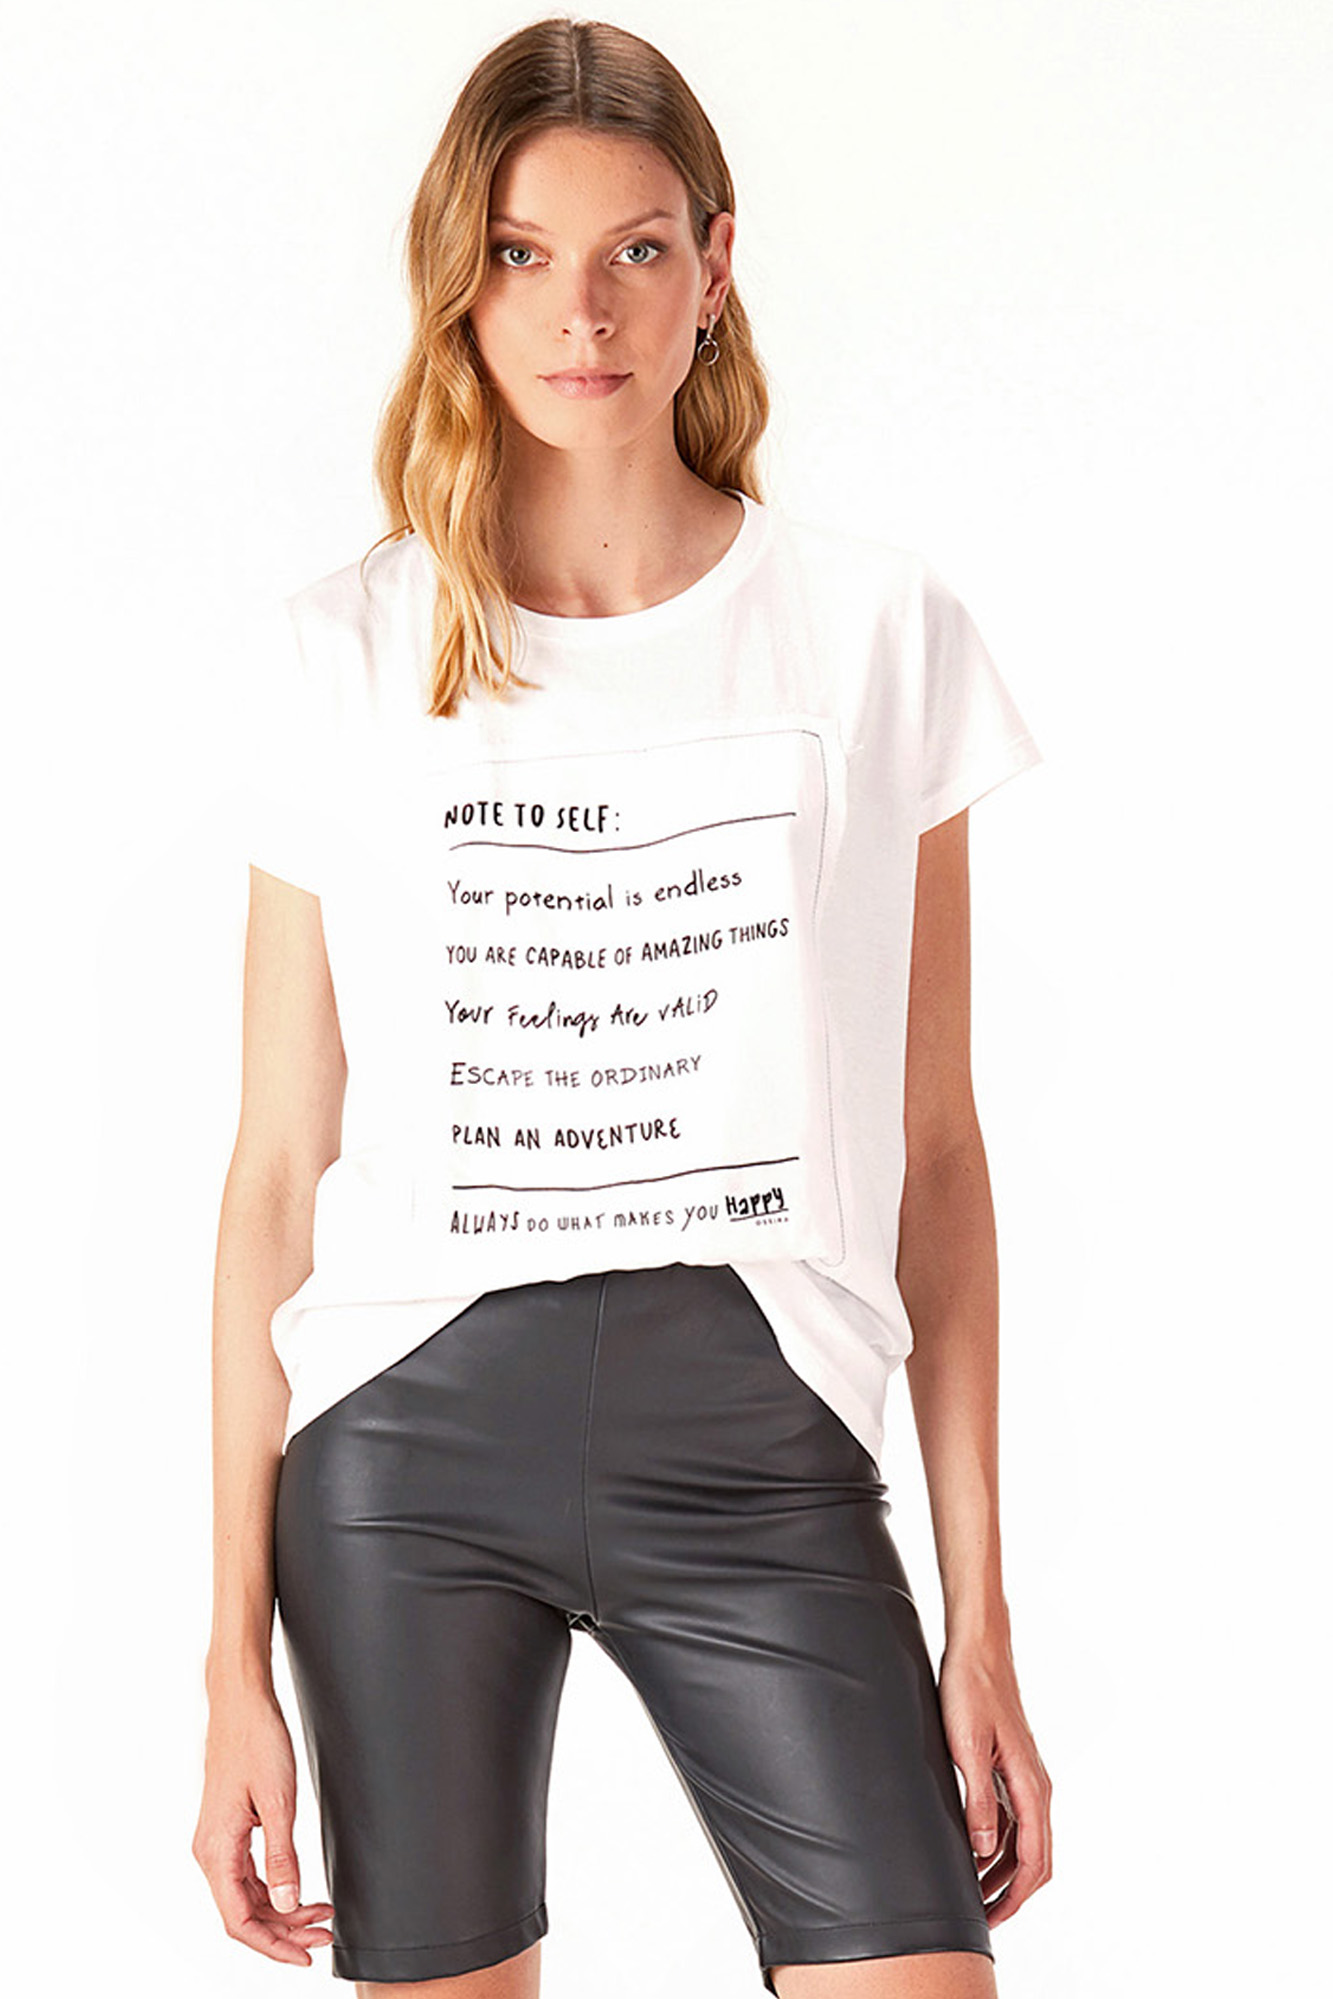 NOTE TO SELF:
Your potential is endless
YOU ARE CAPABLE OF AMAZING THINGS
Your Feelings Are VALiD
ESCAPE THE ORDINARY
PLAN AN ADVENTURE
ALWAYS DO WHAT MAKES YOU Happy